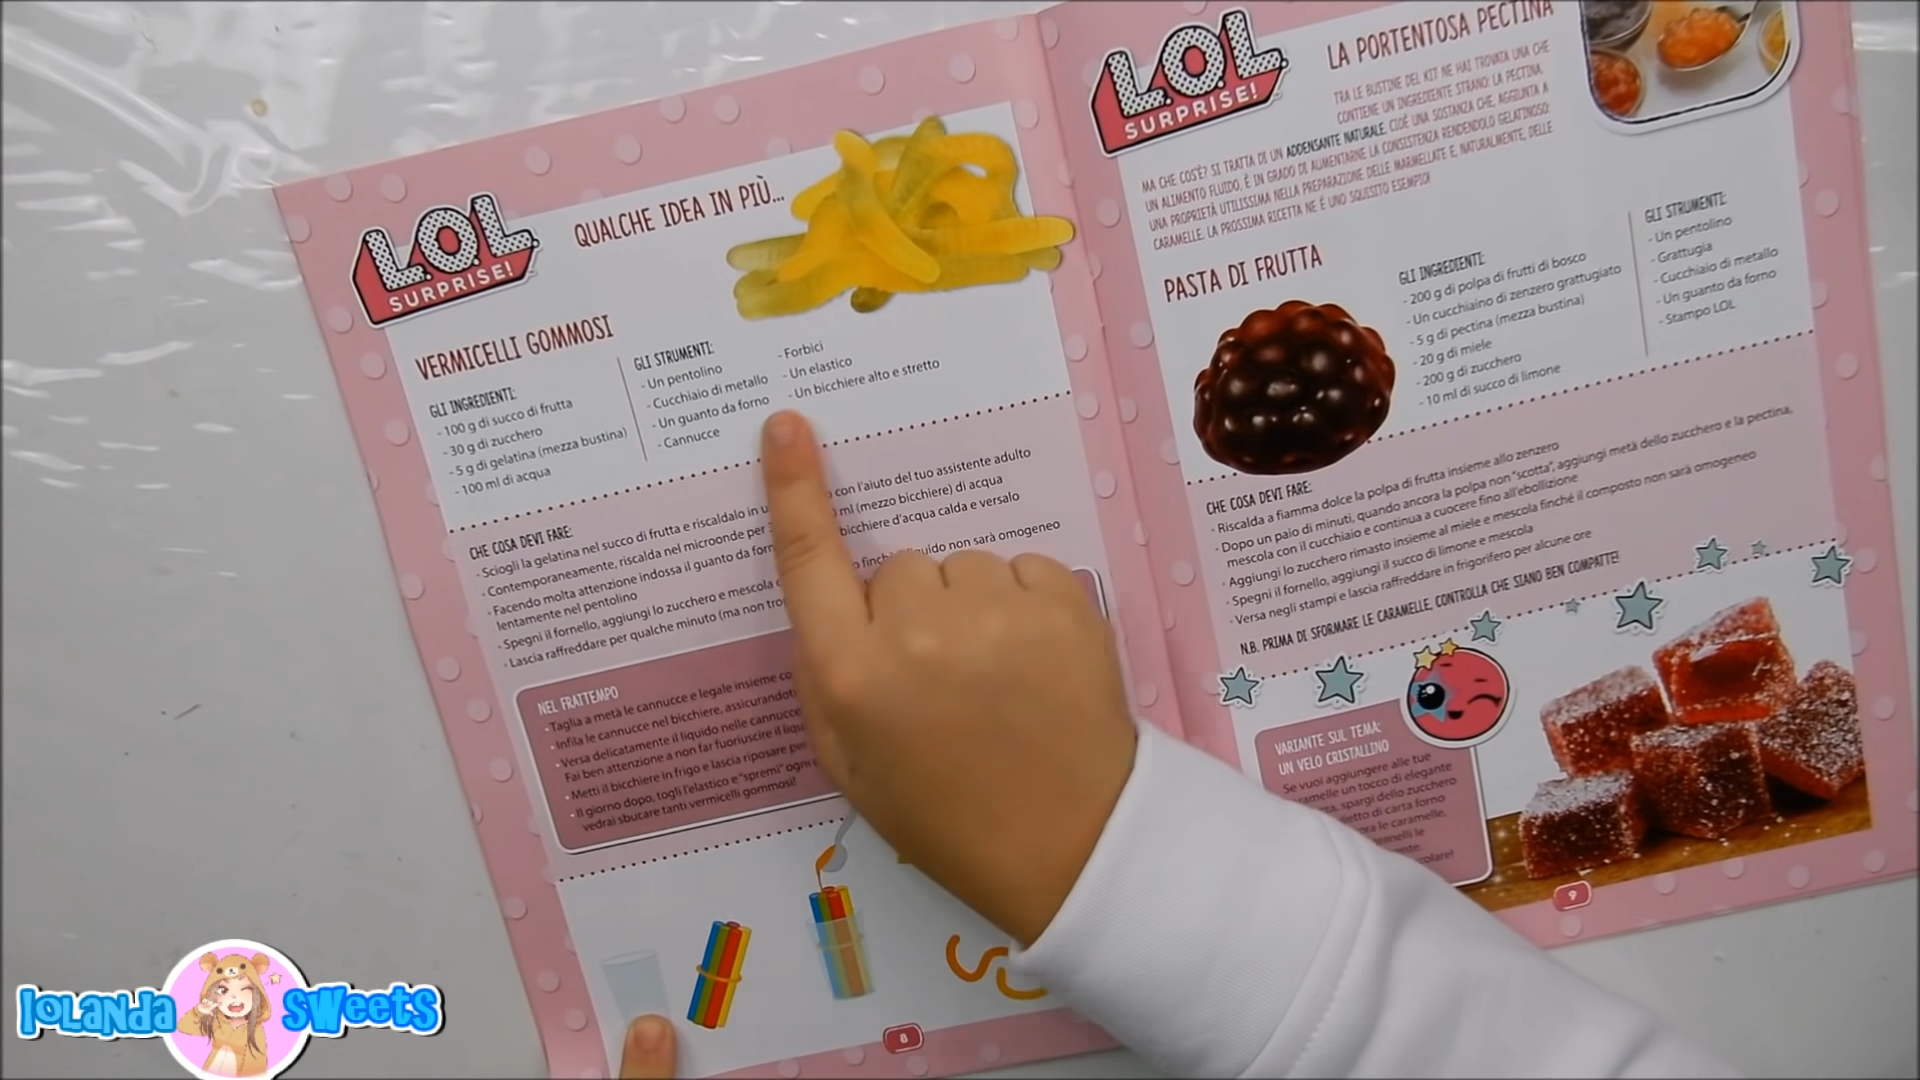 L.O.L.
SURPRISE!
QUALCHE IDEA IN PIÙ...
VERMICELLI GOMMOSI
GLI INGREDIENTI:
- 100 g di succo di frutta
- 30 g di zucchero
- 5 g di gelatina (mezza bustina)
- 100 ml di acqua
GLI STRUMENTI:
- Un pentolino
- Cucchiaio di metallo
- Un guanto da forno
- Cannucce
- Forbici
- Un elastico
- Un bicchiere alto e stretto
CHE COSA DEVI FARE:
- Sciogli la gelatina nel succo di frutta e riscaldalo in con l'aiuto del tuo assistente adulto
- Contemporaneamente, riscalda nel microonde per ml (mezzo bicchiere) di acqua
- Facendo molta attenzione indossa il guanto da bicchiere d'acqua calda e versalo
lentamente nel pentolino
- Spegni il fornello, aggiungi lo zucchero e mescola non sarà omogeneo
- Lascia raffreddare per qualche minuto (ma non
NEL FRATTEMPO
- Taglia a metà le cannucce e legale insieme
- Infila le cannucce nel bicchiere,
- Versa delicatamente il liquido nelle cannucce
Fai ben attenzione a non far fuoriuscire il
- Metti il bicchiere in frigo e lascia riposare per
- Il giorno dopo, togli l'elastico e "spremi" ogni
vedrai sbucare tanti vermicelli gommosi!
8
L.O.L.
SURPRISE!
LA PORTENTOSA PECTINA
TRA LE BUSTINE DEL KIT NE HAI TROVATA UNA CHE
CONTIENE UN INGREDIENTE STRANO: LA PECTINA.
MA CHE COS'È? SI TRATTA DI UN ADDENSANTE NATURALE, CIOÈ UNA SOSTANZA CHE, AGGIUNTA A
UN ALIMENTO FLUIDO, È IN GRADO DI AUMENTARNE LA CONSISTENZA RENDENDOLO GELATINOSO:
UNA PROPRIETÀ UTILISSIMA NELLA PREPARAZIONE DELLE MARMELLATE E, NATURALMENTE, DELLE
CARAMELLE. LA PROSSIMA RICETTA NE È UNO SQUISITO ESEMPIO!
PASTA DI FRUTTA
GLI INGREDIENTI:
- 200 g di polpa di frutti di bosco
- Un cucchiaino di zenzero grattugiato
- 5 g di pectina (mezza bustina)
- 20 g di miele
- 200 g di zucchero
- 10 ml di succo di limone
GLI STRUMENTI:
- Un pentolino
- Grattugia
- Cucchiaio di metallo
- Un guanto da forno
- Stampo LOL
CHE COSA DEVI FARE:
- Riscalda a fiamma dolce la polpa di frutta insieme allo zenzero
- Dopo un paio di minuti, quando ancora la polpa non "scotta", aggiungi metà dello zucchero e la pectina,
mescola con il cucchiaio e continua a cuocere fino all'ebollizione
- Aggiungi lo zucchero rimasto insieme al miele e mescola finché il composto non sarà omogeneo
- Spegni il fornello, aggiungi il succo di limone e mescola
- Versa negli stampi e lascia raffreddare in frigorifero per alcune ore
N.B. PRIMA DI SFORMARE LE CARAMELLE, CONTROLLA CHE SIANO BEN COMPATTE!
VARIANTE SUL TEMA:
UN VELO CRISTALLINO
Se vuoi aggiungere alle tue
caramelle un tocco di elegante
spargi dello zucchero
di carta forno
le caramelle,
9
Iolanda Sweets